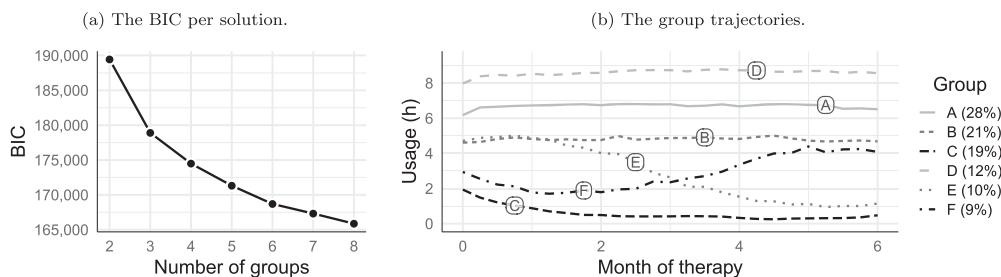 (a) The BIC per solution.
190,000
185,000
180,000
175,000
170,000
165,000
BIC
2 3 4 5 6 7 8
Number of groups
(b) The group trajectories.
8
6
4
2
0
Usage (h)
D
A
B
E
F
C
0 2 4 6
Month of therapy
Group
A (28%)
B (21%)
C (19%)
D (12%)
E (10%)
F (9%)